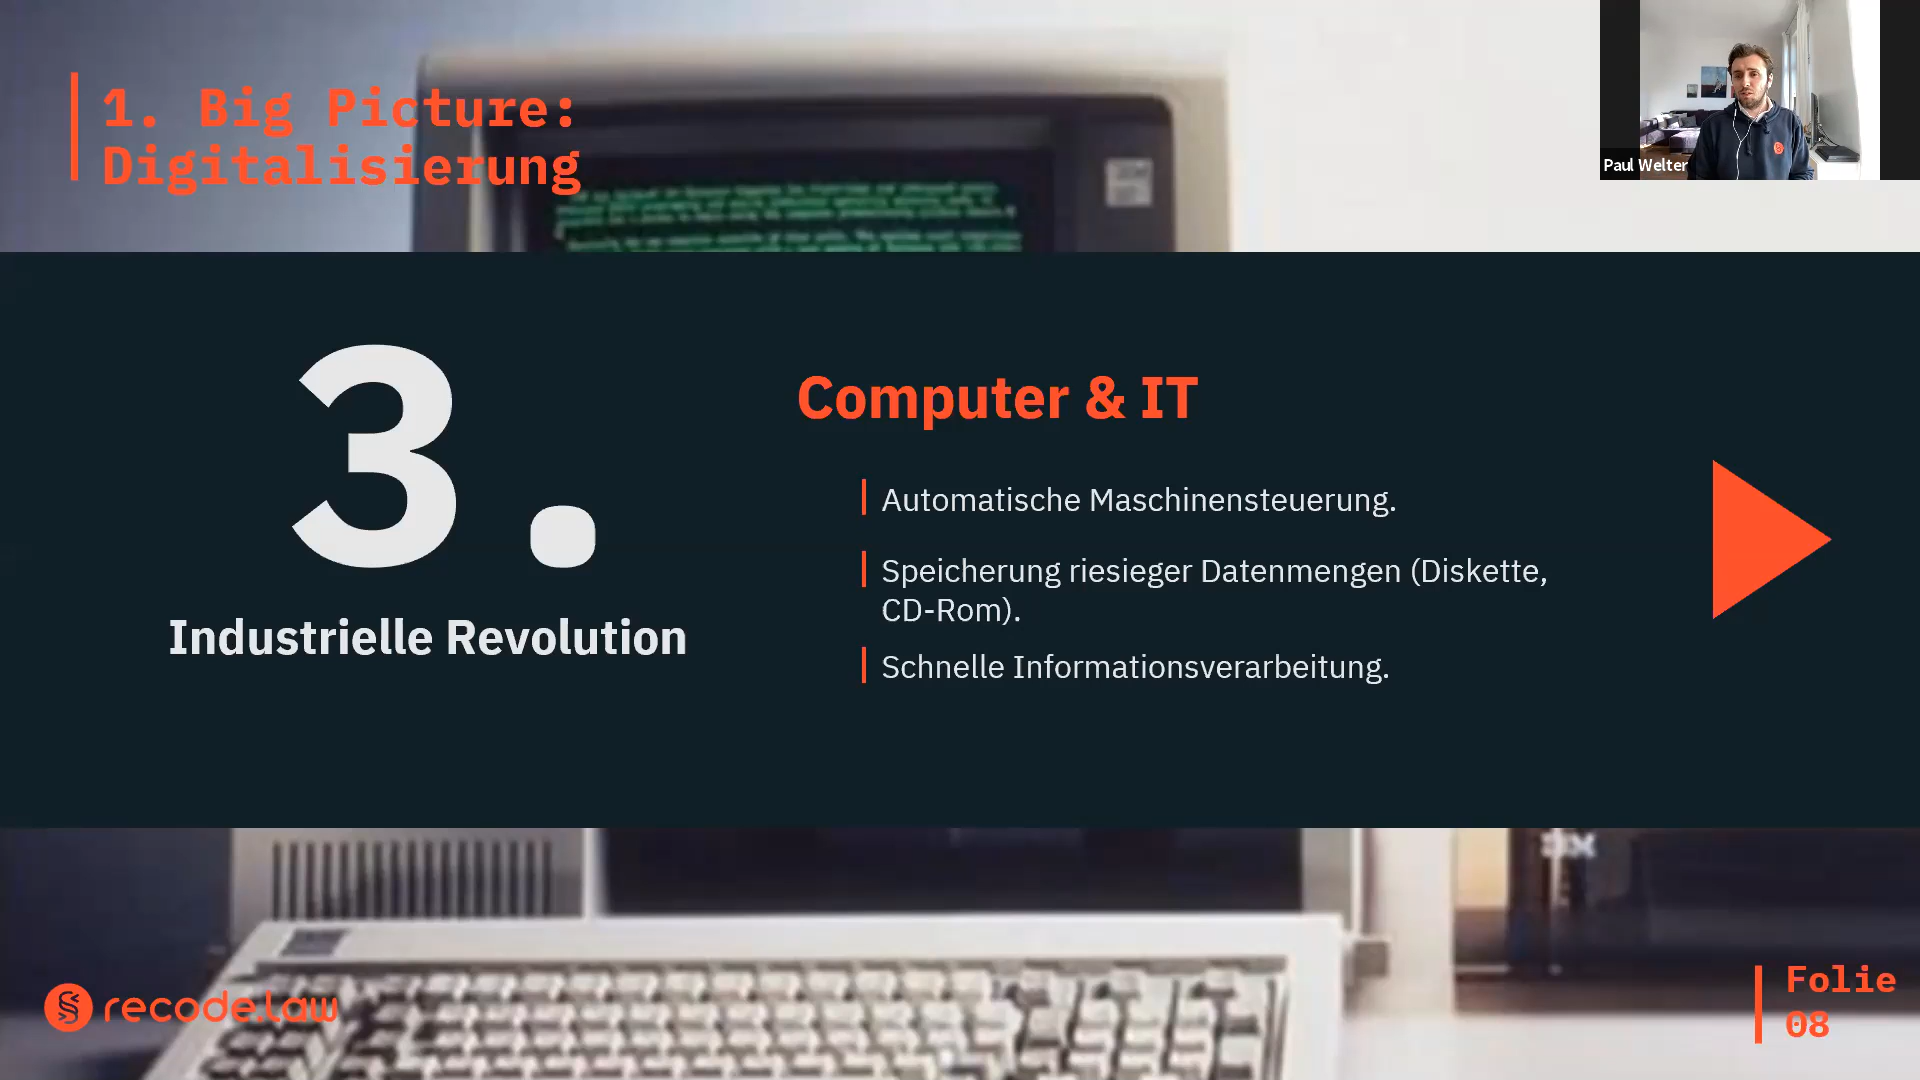 1. Big Picture:
Digitalisierung
Paul Welter
3.
Industrielle Revolution
Computer & IT
Automatische Maschinensteuerung.
Speicherung riesieger Datenmengen (Diskette,
CD-Rom).
Schnelle Informationsverarbeitung.
recode.law
Folie
08